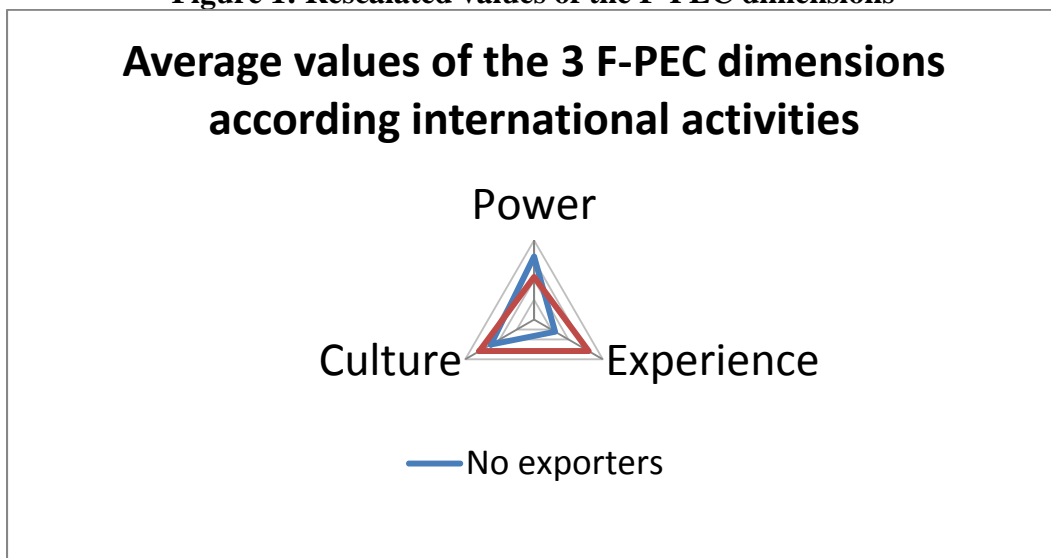 Figure 1: Rescalated values of the F-PEC dimensions
Average values of the 3 F-PEC dimensions
according international activities
Power
Culture
Experience
No exporters